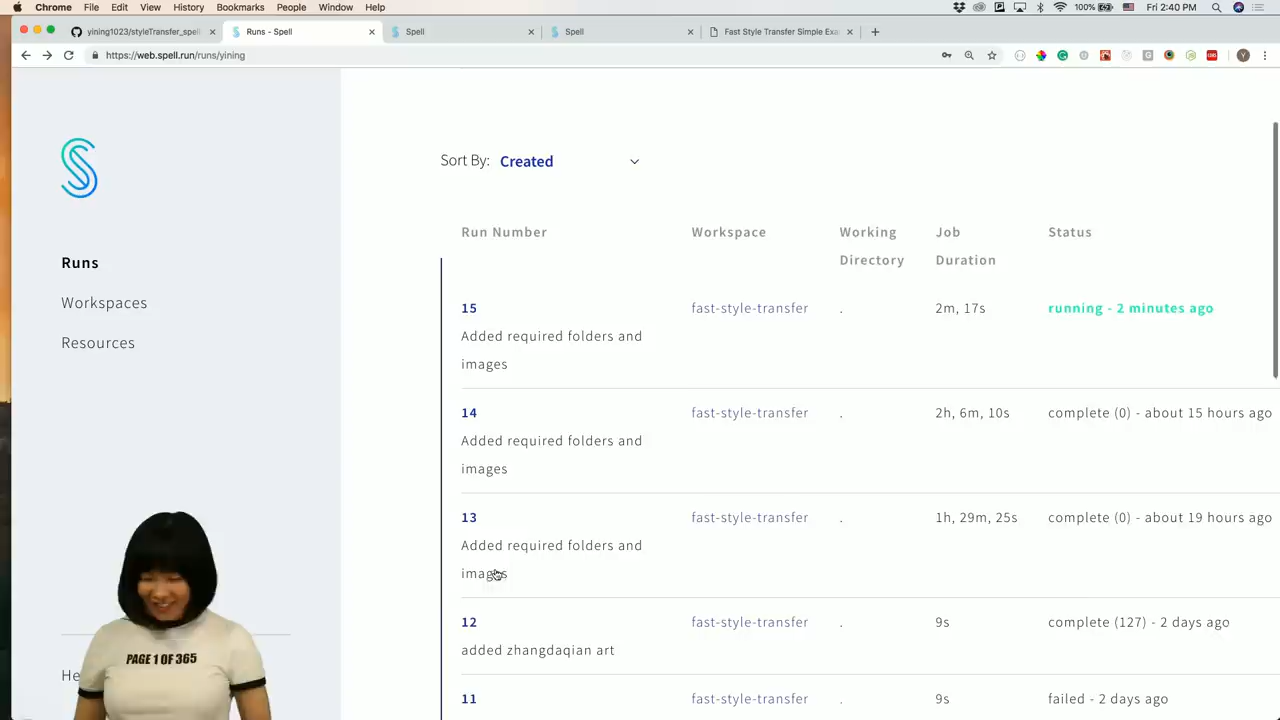 Chrome File Edit View History Bookmarks People Window Help 100% Fri 2:40 PM
yining1023/styleTransfer_spell Runs - Spell Spell Spell Fast Style Transfer Simple Exa
https://web.spell.run/runs/yining
Sort By: Created
Run Number Workspace Working Directory Job Duration Status
Runs
Workspaces
Resources
15 fast-style-transfer . 2m, 17s running - 2 minutes ago
Added required folders and
images
14 fast-style-transfer . 2h, 6m, 10s complete (0) - about 15 hours ago
Added required folders and
images
13 fast-style-transfer . 1h, 29m, 25s complete (0) - about 19 hours ago
Added required folders and
images
12 fast-style-transfer . 9s complete (127) - 2 days ago
added zhangdaqian art
11 fast-style-transfer . 9s failed - 2 days ago
He
PAGE 1 OF 365